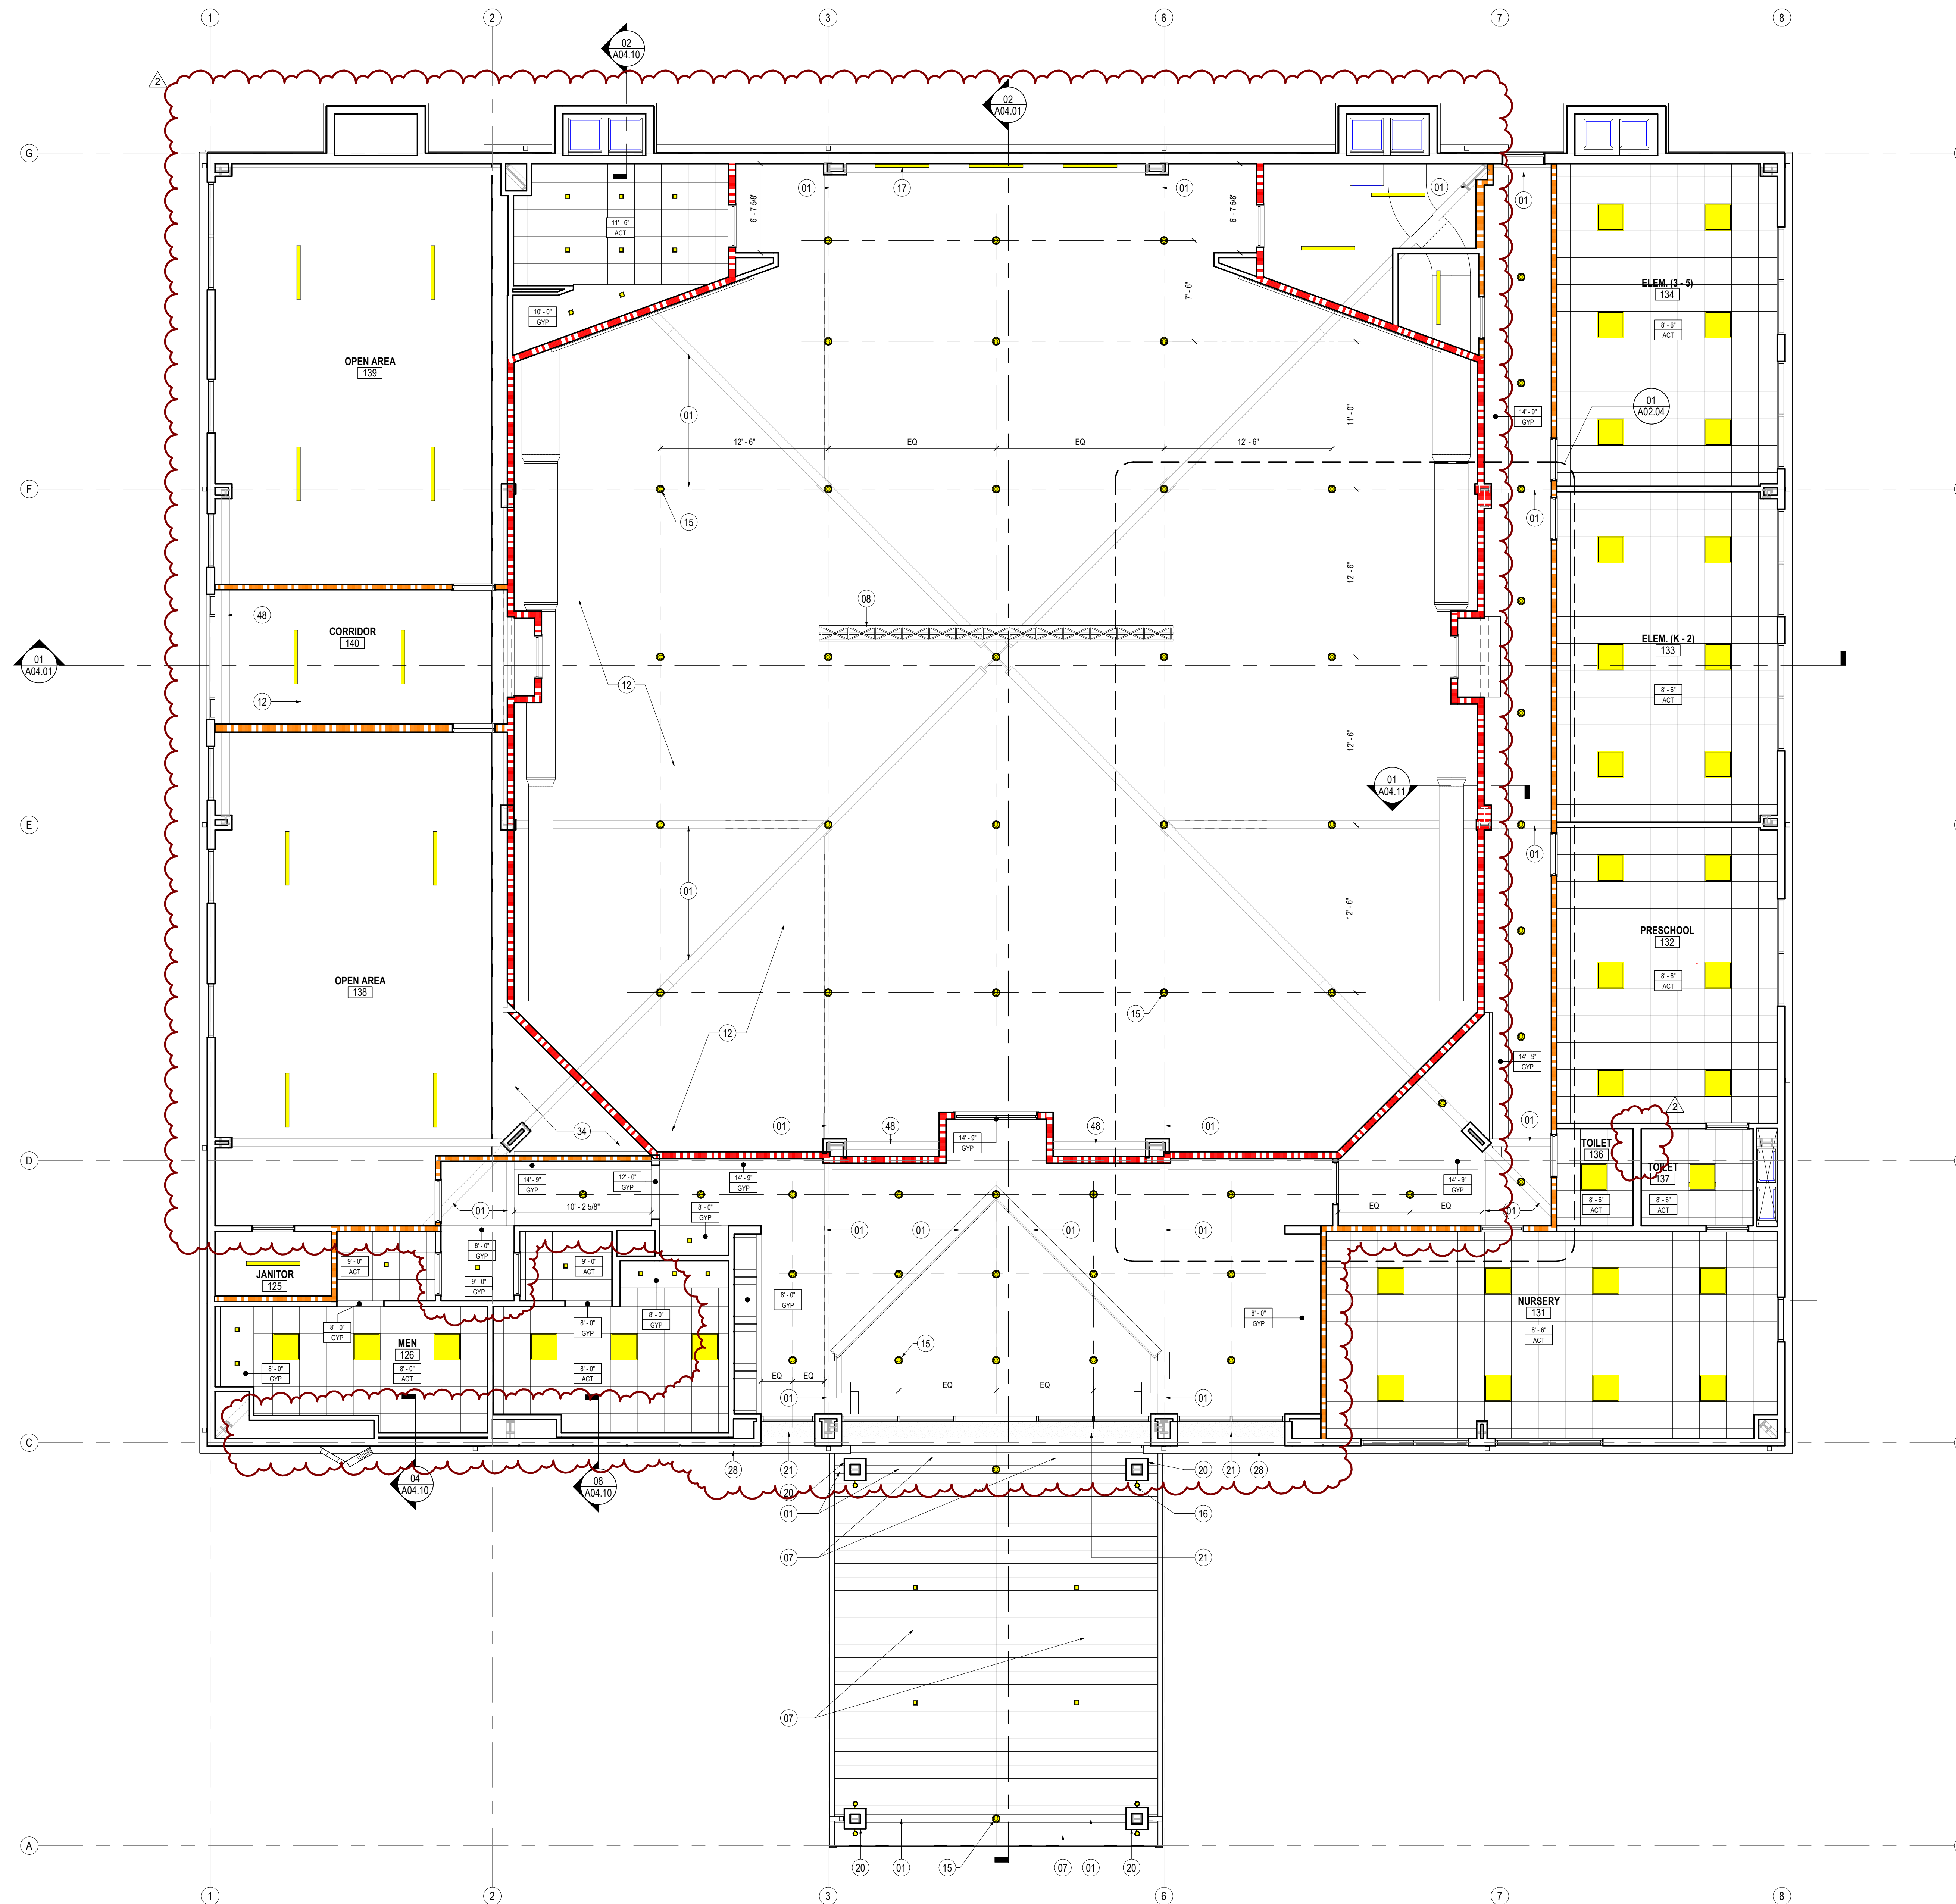 1
2
3
6
7
8
02
A04.10
2
02
A04.01
G
01
17
01
01
01
6' - 7 5/8"
6' - 7 5/8"
11' - 6"
ACT
7' - 6"
ELEM. (3 - 5)
134
10' - 0"
GYP
8' - 6"
ACT
OPEN AREA
139
01
A02.04
01
14' - 9"
GYP
11' - 0"
12' - 6"
EQ
EQ
12' - 6"
F
15
01
12' - 6"
08
48
CORRIDOR
140
ELEM. (K - 2)
133
01
A04.01
12
8' - 6"
ACT
12
12' - 6"
01
A04.11
E
01
01
12' - 6"
PRESCHOOL
132
OPEN AREA
138
8' - 6"
ACT
15
12
14' - 9"
GYP
2
34
01
48
48
01
01
14' - 9"
GYP
TOILET
136
D
TOILET
137
14' - 9"
GYP
12' - 0"
GYP
14' - 9"
GYP
14' - 9"
GYP
8' - 6"
ACT
8' - 6"
ACT
01
10' - 2 5/8"
EQ
EQ
01
8' - 0"
GYP
01
01
01
01
8' - 0"
GYP
9' - 0"
ACT
9' - 0"
ACT
JANITOR
125
9' - 0"
GYP
8' - 0"
GYP
8' - 0"
GYP
NURSERY
131
8' - 0"
GYP
8' - 0"
GYP
8' - 0"
GYP
8' - 6"
ACT
MEN
126
15
8' - 0"
GYP
8' - 0"
ACT
8' - 0"
ACT
EQ
EQ
EQ
EQ
01
01
C
28
21
20
20
21
28
04
A04.10
08
A04.10
20
01
16
07
21
07
A
20
01
15
07
01
20
1
2
3
6
7
8